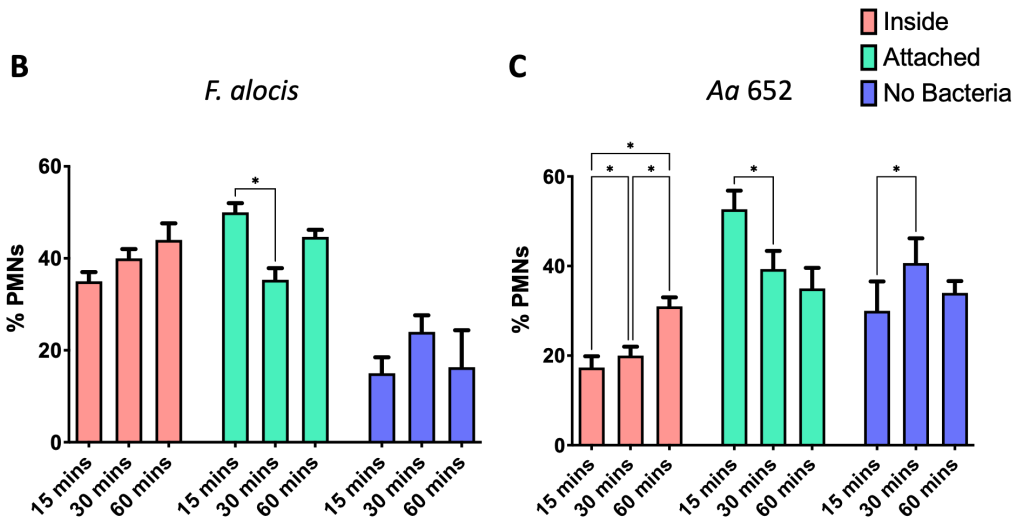 Inside
Attached
No Bacteria
B
F. alocis
% PMNs
60
40
20
0
*
15 mins
30 mins
60 mins
15 mins
30 mins
60 mins
15 mins
30 mins
60 mins
C
Aa 652
% PMNs
60
40
20
0
*
*
*
*
*
15 mins
30 mins
60 mins
15 mins
30 mins
60 mins
15 mins
30 mins
60 mins